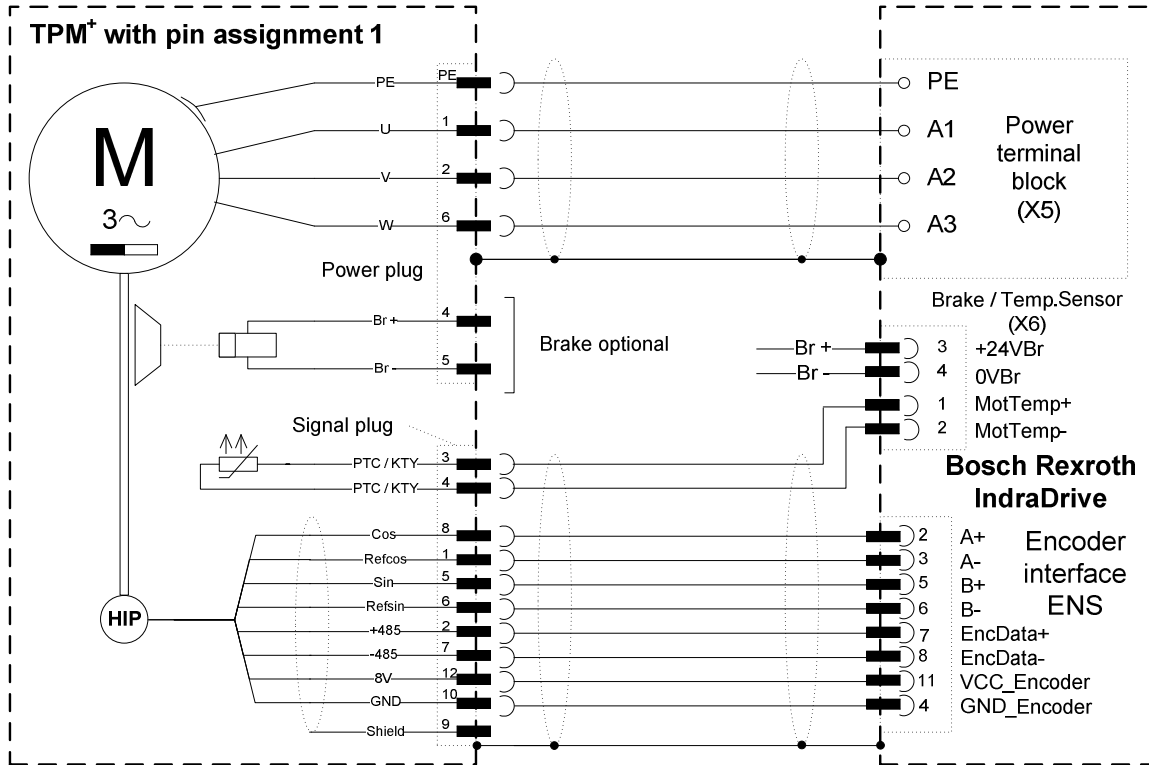 TPM+ with pin assignment 1
M
3~
PE PE PE
U 1 A1
V 2 A2
W 6 A3
Power
terminal
block
(X5)
Power plug
Br + 4
Br - 5
Brake optional
Brake / Temp.Sensor
(X6)
Br + 3 +24VBr
Br - 4 0VBr
1 MotTemp+
2 MotTemp-
Signal plug
PTC / KTY 3
PTC / KTY 4
Bosch Rexroth
IndraDrive
HIP
Cos 8 2 A+
Refcos 1 3 A-
Sin 5 5 B+
Refsin 6 6 B-
+485 2 7 EncData+
-485 7 8 EncData-
8V 12 11 VCC_Encoder
GND 10 4 GND_Encoder
Shield 9
Encoder
interface
ENS